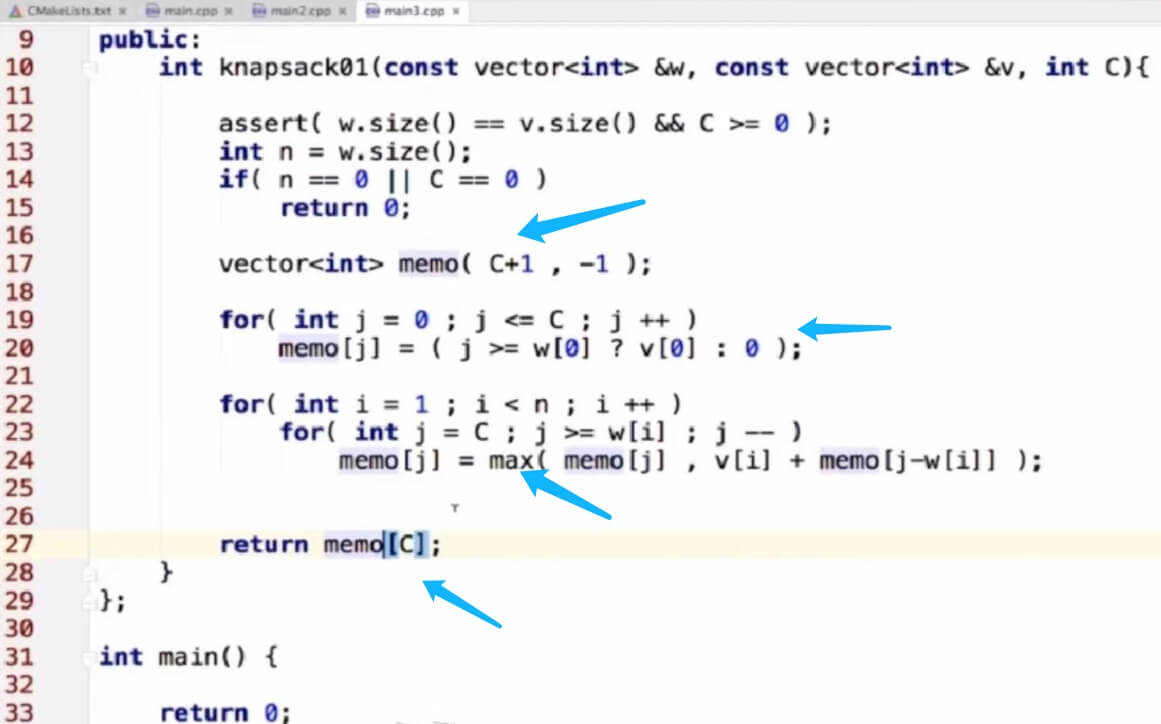 CMakeLists.txt × main.cpp × main2.cpp × main3.cpp ×
9 public:
10 int knapsack01(const vector<int> &w, const vector<int> &v, int C){
11
12 assert( w.size() == v.size() && C >= 0 );
13 int n = w.size();
14 if( n == 0 || C == 0 )
15 return 0;
16
17 vector<int> memo( C+1 , -1 );
18
19 for( int j = 0 ; j <= C ; j ++ )
20 memo[j] = ( j >= w[0] ? v[0] : 0 );
21
22 for( int i = 1 ; i < n ; i ++ )
23 for( int j = C ; j >= w[i] ; j -- )
24 memo[j] = max( memo[j] , v[i] + memo[j-w[i]] );
25
26
27 return memo[C];
28 }
29 };
30
31 int main() {
32
33 return 0;